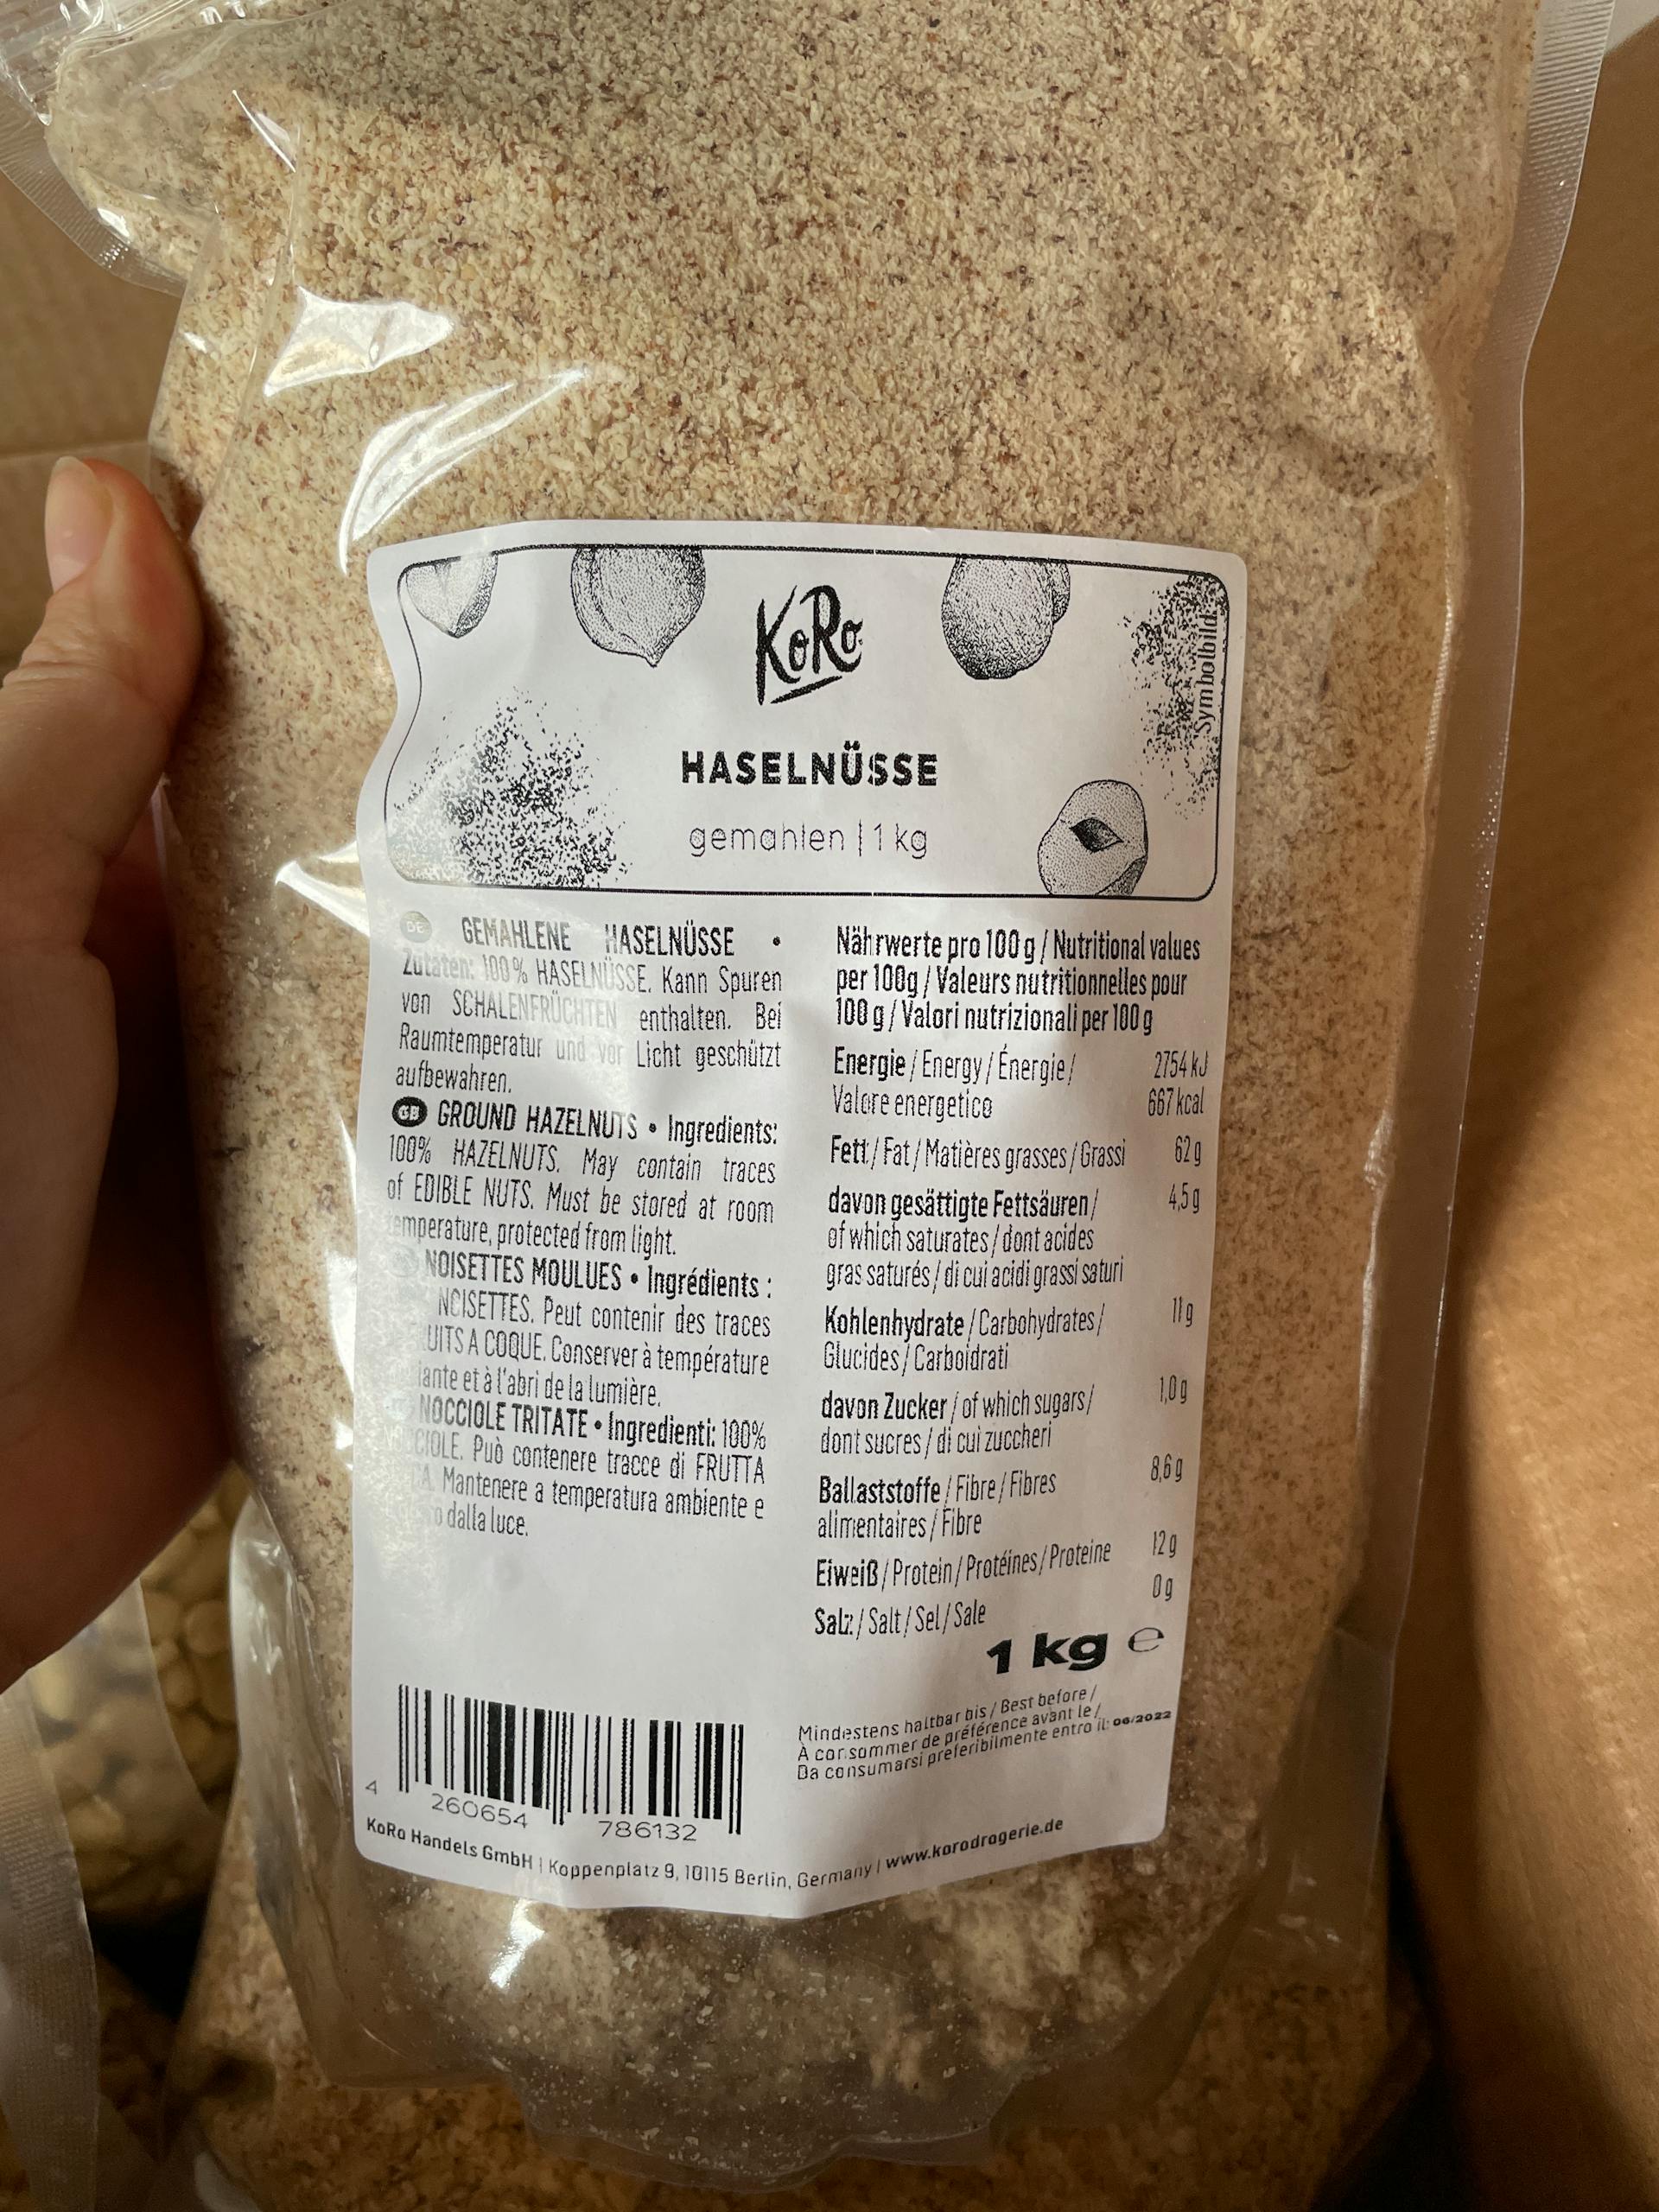 KoRo
Symbolbild
HASELNÜSSE
gemahlen | 1 kg
DE GEMAHLENE HASELNÜSSE •
Zutaten: 100% HASELNÜSSE. Kann Spuren
von SCHALENFRÜCHTEN enthalten. Bei
Raumtemperatur und vor Licht geschützt
aufbewahren.
GB GROUND HAZELNUTS • Ingredients:
100% HAZELNUTS. May contain traces
of EDIBLE NUTS. Must be stored at room
temperature, protected from light.
NOISETTES MOULUES • Ingrédients :
NOISETTES. Peut contenir des traces
A COQUE. Conserver à température
et à l'abri de la lumière.
NOCCIOLE TRITATE • Ingredienti: 100%
Può contenere tracce di FRUTTA
Mantenere a temperatura ambiente e
dalla luce.
Nährwerte pro 100 g / Nutritional values
per 100g / Valeurs nutritionnelles pour
100 g / Valori nutrizionali per 100 g
Energie / Energy / Énergie / 2754 kJ
Valore energetico 667 kcal
Fett / Fat / Matières grasses / Grassi 62 g
davon gesättigte Fettsäuren / 4,5 g
of which saturates / dont acides
gras saturés / di cui acidi grassi saturi
Kohlenhydrate / Carbohydrates / 11 g
Glucides / Carboidrati
davon Zucker / of which sugars / 1,0 g
dont sucres / di cui zuccheri
Ballaststoffe / Fibre / Fibres 8,6 g
alimentaires / Fibre
Eiweiß / Protein / Protéines / Proteine 12 g
Salz / Salt / Sel / Sale 0 g
1 kg e
Mindestens haltbar bis / Best before /
À consommer de préférence avant le /
Da consumarsi preferibilmente entro il: 06/2022
4 260654 786132
KoRo Handels GmbH | Koppenplatz 9, 10115 Berlin, Germany | www.korodrogerie.de